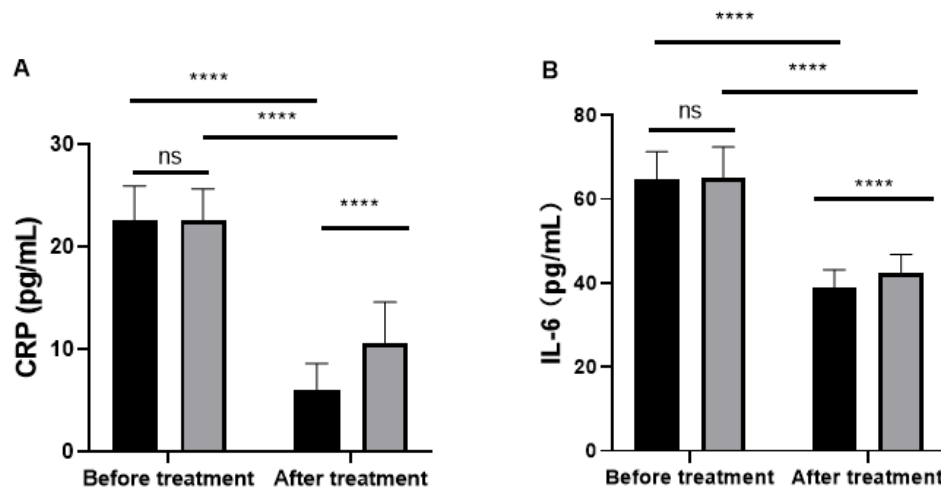 A
****
****
ns
****
CRP (pg/mL)
30
20
10
0
Before treatment
After treatment
B
****
****
ns
****
IL-6（pg/mL）
80
60
40
20
0
Before treatment
After treatment